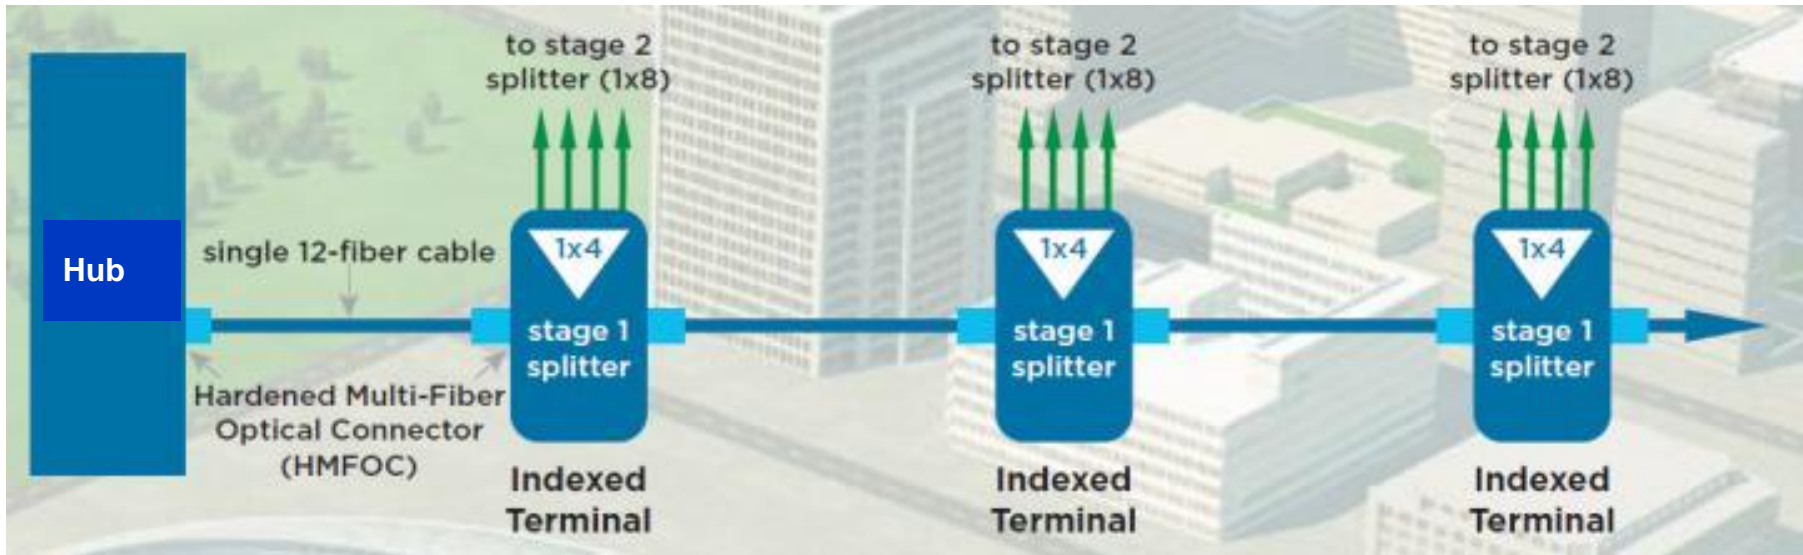 to stage 2
splitter (1x8)
to stage 2
splitter (1x8)
to stage 2
splitter (1x8)
Hub
single 12-fiber cable
Hardened Multi-Fiber
Optical Connector
(HMFOC)
1x4
stage 1
splitter
Indexed
Terminal
1x4
stage 1
splitter
Indexed
Terminal
1x4
stage 1
splitter
Indexed
Terminal